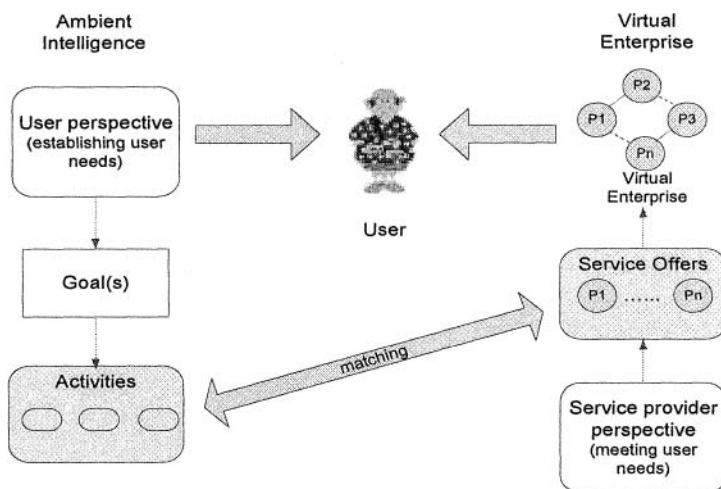 Ambient
Intelligence
User perspective
(establishing user
needs)
Goal(s)
Activities
User
matching
Virtual
Enterprise
P2
P1
P3
Pn
Virtual
Enterprise
Service Offers
P1 ...... Pn
Service provider
perspective
(meeting user
needs)